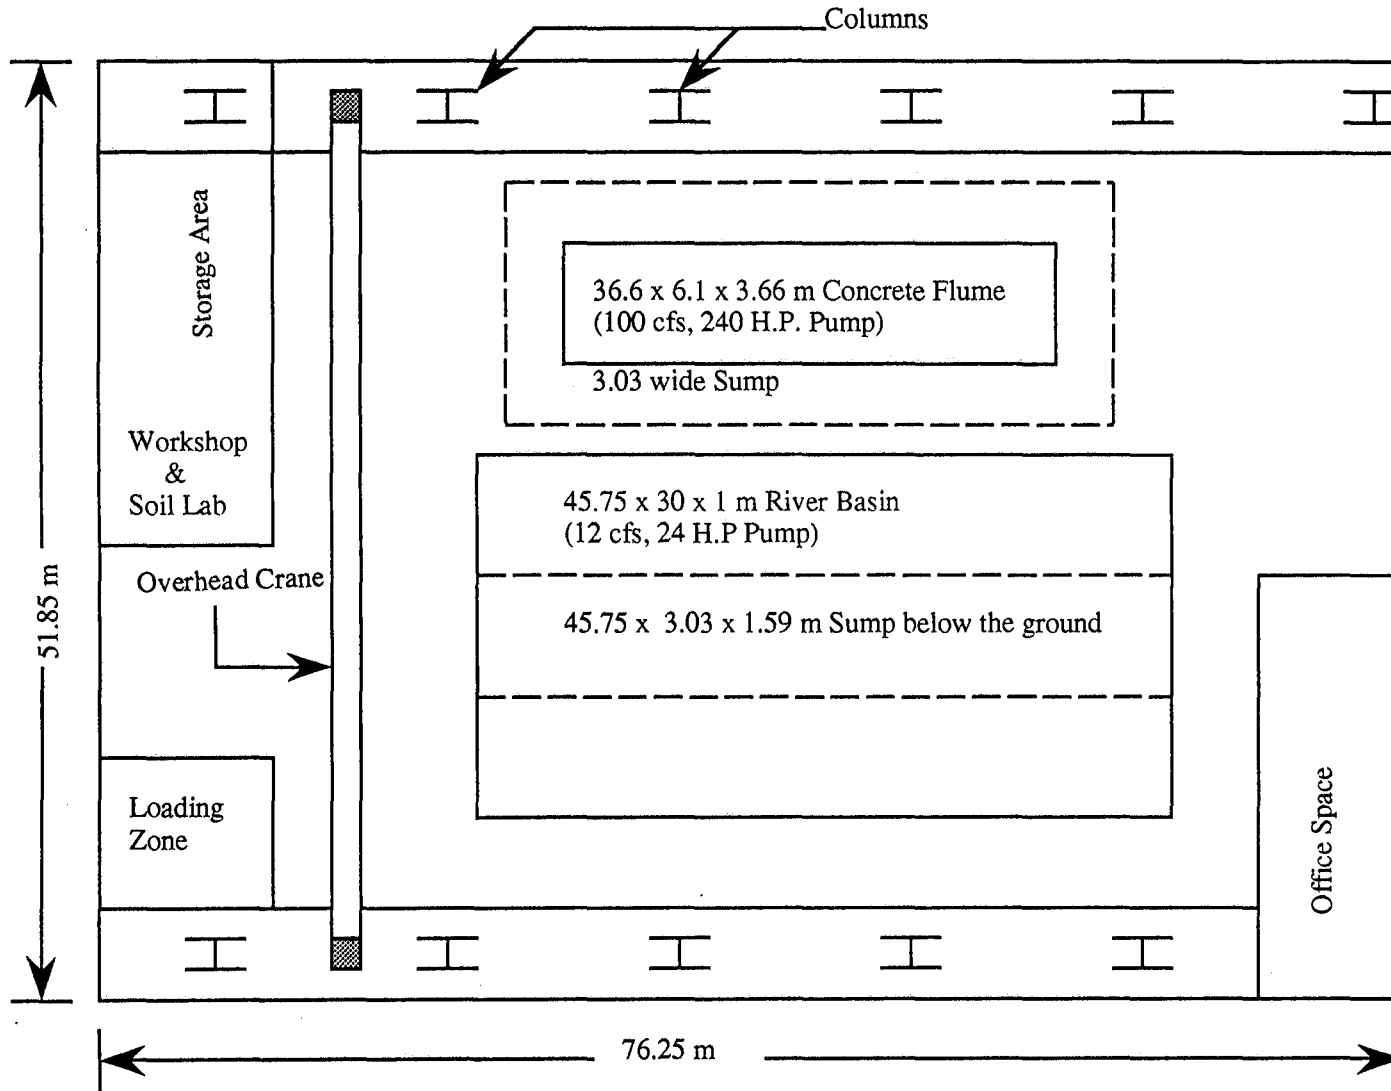 Columns
Storage Area
36.6 x 6.1 x 3.66 m Concrete Flume
(100 cfs, 240 H.P. Pump)
3.03 wide Sump
Workshop
&
Soil Lab
45.75 x 30 x 1 m River Basin
(12 cfs, 24 H.P Pump)
Overhead Crane
51.85 m
45.75 x 3.03 x 1.59 m Sump below the ground
Loading
Zone
Office Space
76.25 m